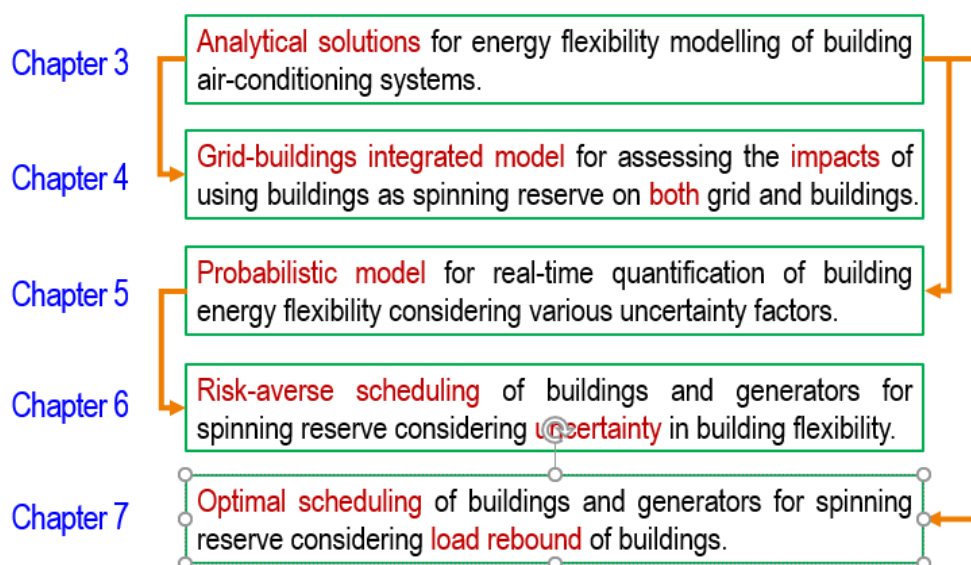 Chapter 3
Analytical solutions for energy flexibility modelling of building
air-conditioning systems.
Chapter 4
Grid-buildings integrated model for assessing the impacts of
using buildings as spinning reserve on both grid and buildings.
Chapter 5
Probabilistic model for real-time quantification of building
energy flexibility considering various uncertainty factors.
Chapter 6
Risk-averse scheduling of buildings and generators for
spinning reserve considering uncertainty in building flexibility.
Chapter 7
Optimal scheduling of buildings and generators for spinning
reserve considering load rebound of buildings.